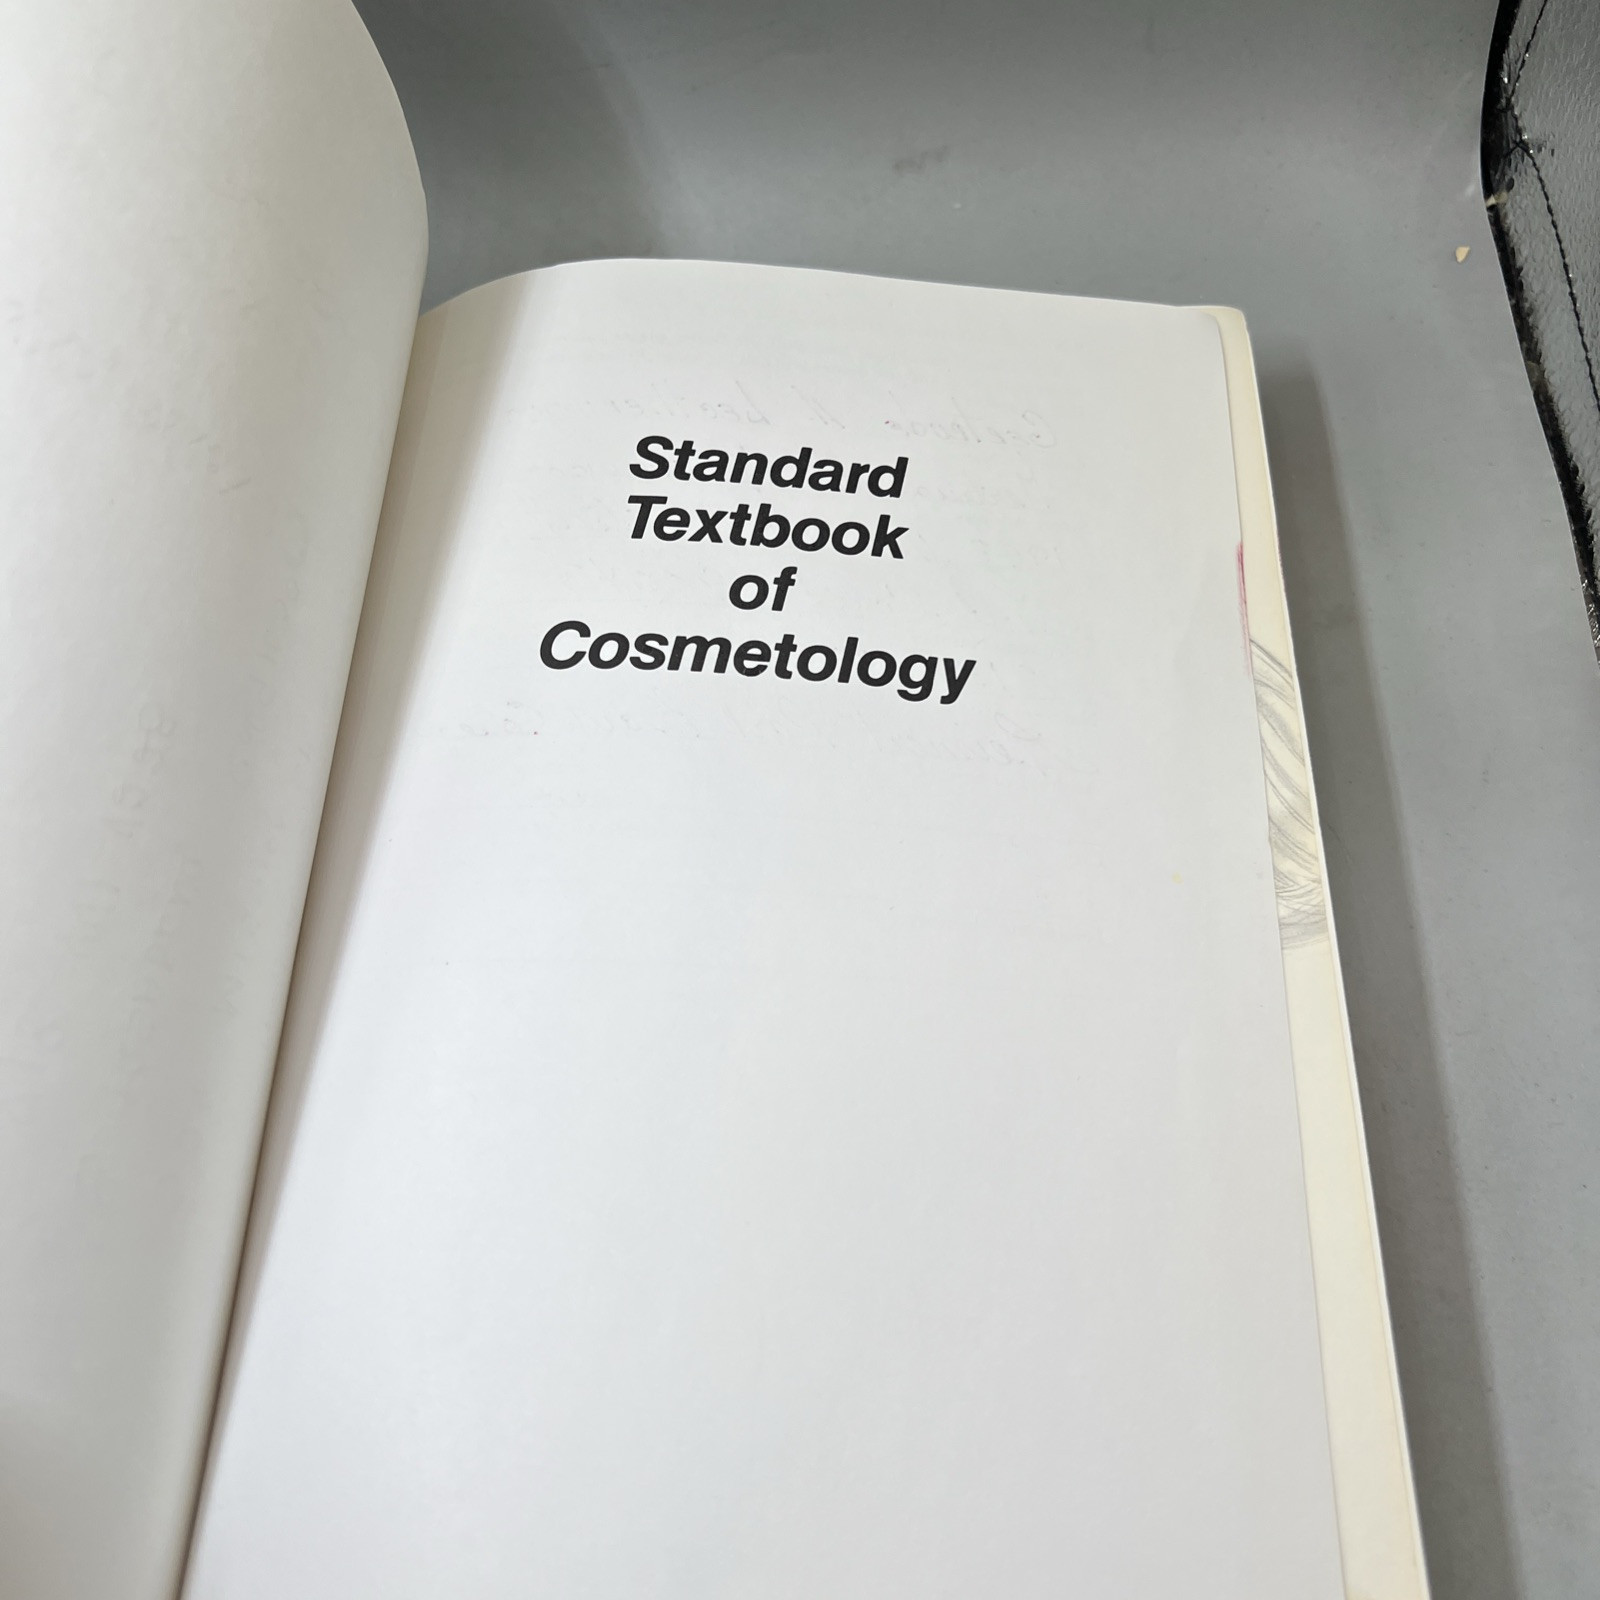 Standard
Textbook
of
Cosmetology